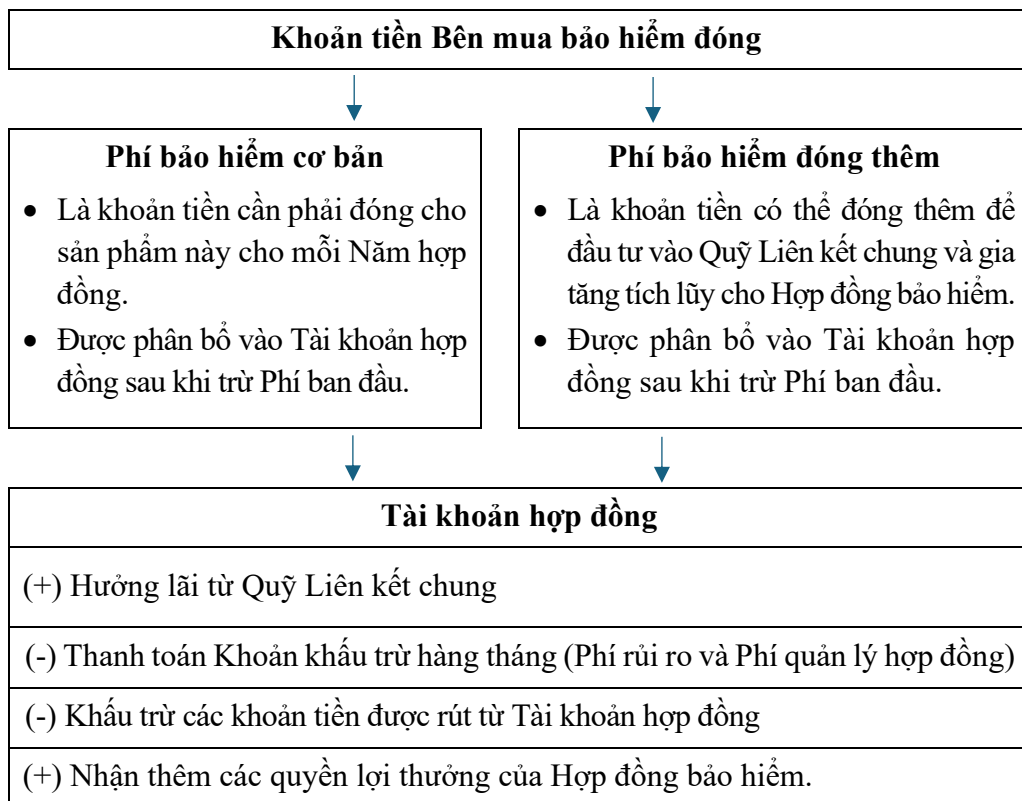 Khoản tiền Bên mua bảo hiểm đóng
Phí bảo hiểm cơ bản
• Là khoản tiền cần phải đóng cho
sản phẩm này cho mỗi Năm hợp
đồng.
• Được phân bổ vào Tài khoản hợp
đồng sau khi trừ Phí ban đầu.
Phí bảo hiểm đóng thêm
• Là khoản tiền có thể đóng thêm để
đầu tư vào Quỹ Liên kết chung và gia
tăng tích lũy cho Hợp đồng bảo hiểm.
• Được phân bổ vào Tài khoản hợp
đồng sau khi trừ Phí ban đầu.
Tài khoản hợp đồng
(+) Hưởng lãi từ Quỹ Liên kết chung
(-) Thanh toán Khoản khấu trừ hàng tháng (Phí rủi ro và Phí quản lý hợp đồng)
(-) Khấu trừ các khoản tiền được rút từ Tài khoản hợp đồng
(+) Nhận thêm các quyền lợi thưởng của Hợp đồng bảo hiểm.